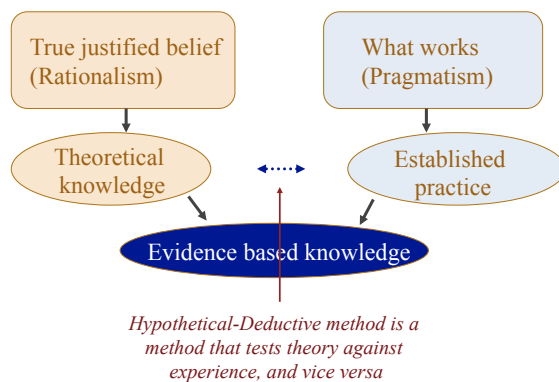 True justified belief
(Rationalism)
What works
(Pragmatism)
Theoretical
knowledge
Established
practice
Evidence based knowledge
Hypothetical-Deductive method is a
method that tests theory against
experience, and vice versa